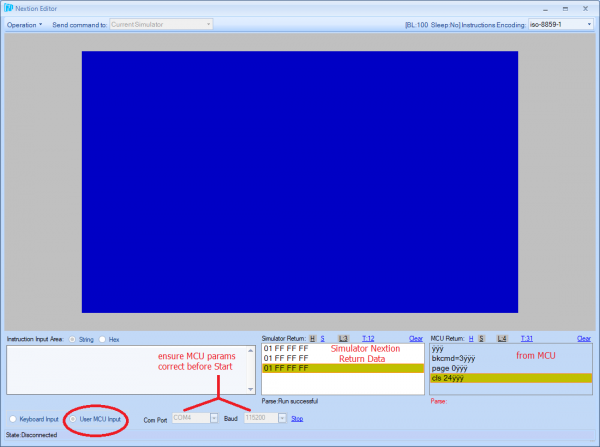 Nextion Editor
Operation Send command to: CurrentSimulator [BL:100 Sleep:No] Instructions Encoding: iso-8859-1
Instruction Input Area: String Hex
ensure MCU params
correct before Start
Simulator Return: H S L:3 T:12 Clear
01 FF FF FF
01 FF FF FF
01 FF FF FF
Simulator Nextion
Return Data
Parse:Run successful
MCU Return: H S L:4 T:31 Clear
ÿÿÿ
bkcmd=3ÿÿÿ
page 0ÿÿÿ
cls 24ÿÿÿ
from MCU
Parse:
Keyboard Input User MCU Input Com Port COM4 Baud 115200 Stop
State:Disconnected